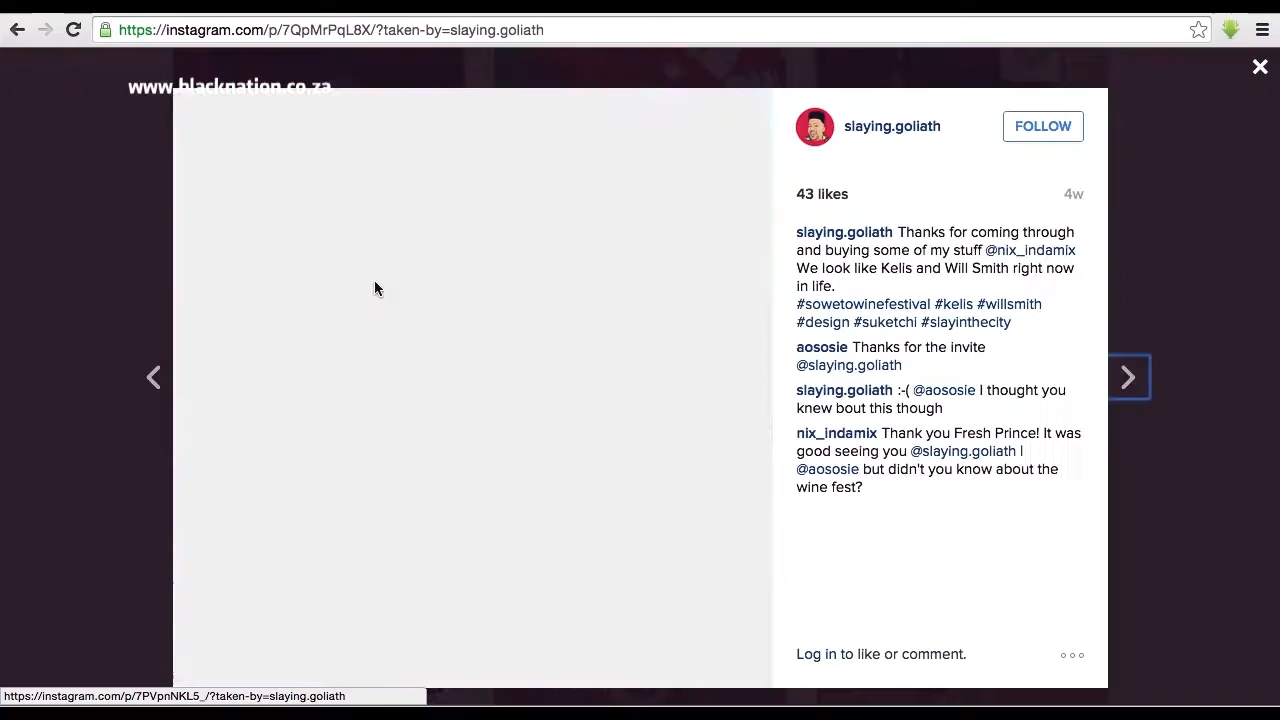 https://instagram.com/p/7QpMrPqL8X/?taken-by=slaying.goliath
www.blacknation.co.za
slaying.goliath
FOLLOW
43 likes
4w
slaying.goliath Thanks for coming through
and buying some of my stuff @nix_indamix
We look like Kelis and Will Smith right now
in life.
#sowetowinefestival #kelis #willsmith
#design #suketchi #slayinthecity
aososie Thanks for the invite
@slaying.goliath
slaying.goliath :-( @aososie I thought you
knew bout this though
nix_indamix Thank you Fresh Prince! It was
good seeing you @slaying.goliath |
@aososie but didn't you know about the
wine fest?
Log in to like or comment.
https://instagram.com/p/7PVpnNKL5_/?taken-by=slaying.goliath